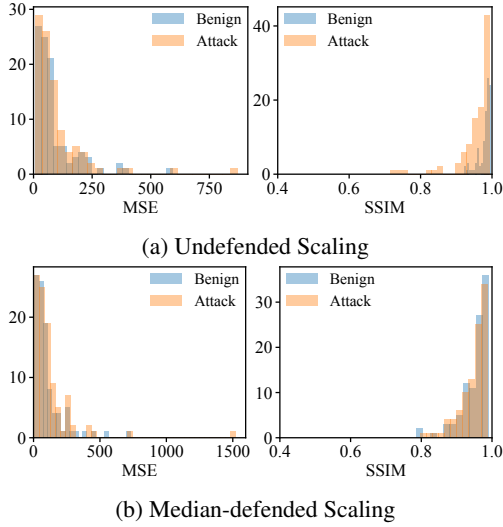 30
20
10
0
Benign
Attack
0 250 500 750
MSE
40
20
0
Benign
Attack
0.4 0.6 0.8 1.0
SSIM
(a) Undefended Scaling
20
10
0
Benign
Attack
0 500 1000 1500
MSE
30
20
10
0
Benign
Attack
0.4 0.6 0.8 1.0
SSIM
(b) Median-defended Scaling